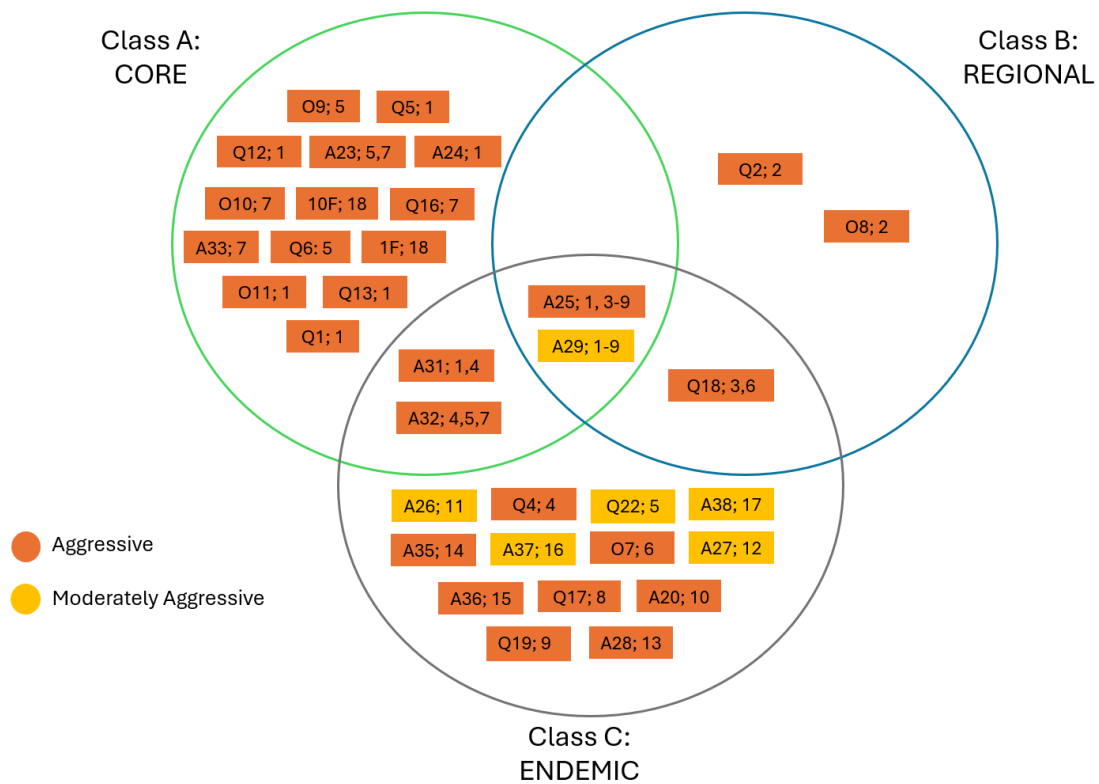 Class A:
CORE
Class B:
REGIONAL
O9; 5
Q5; 1
Q12; 1
A23; 5,7
A24; 1
Q2; 2
O10; 7
10F; 18
Q16; 7
O8; 2
A33; 7
Q6: 5
1F; 18
O11; 1
Q13; 1
A25; 1, 3-9
Q1; 1
A29; 1-9
A31; 1,4
Q18; 3,6
A32; 4,5,7
A26; 11
Q4; 4
Q22; 5
A38; 17
Aggressive
A35; 14
A37; 16
O7; 6
A27; 12
Moderately Aggressive
A36; 15
Q17; 8
A20; 10
Q19; 9
A28; 13
Class C:
ENDEMIC